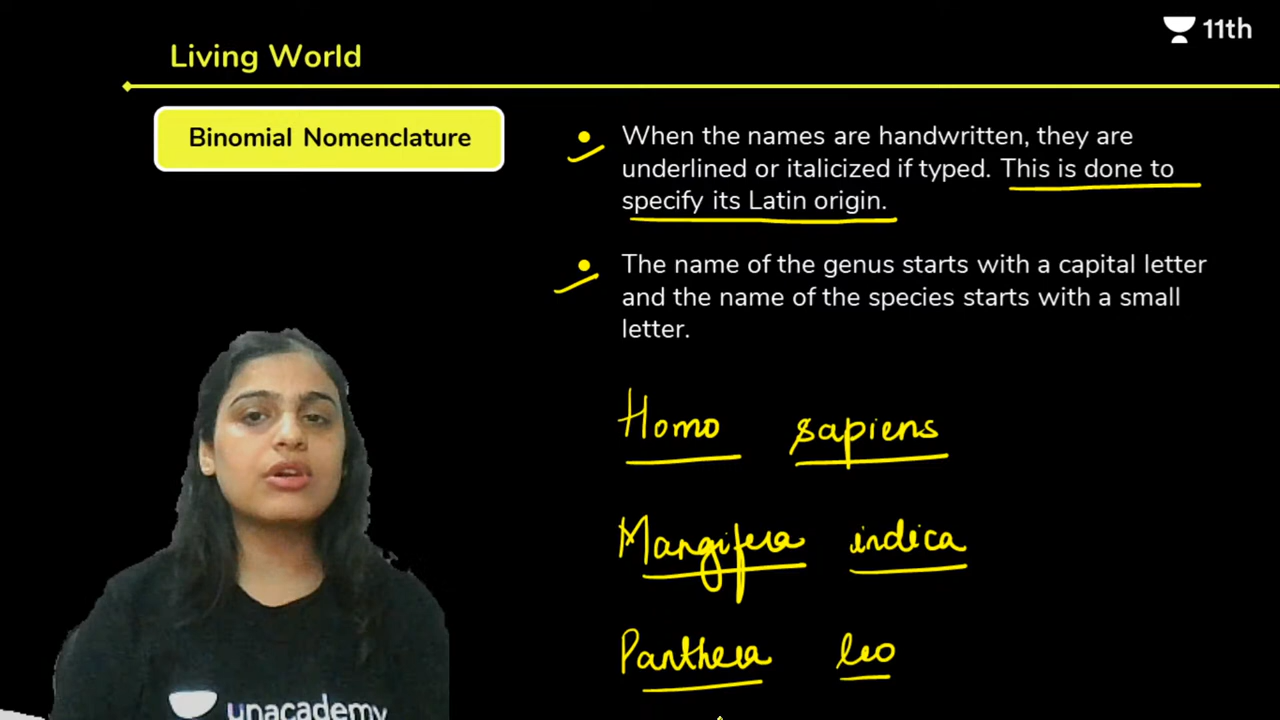 11th
Living World
Binomial Nomenclature
When the names are handwritten, they are
underlined or italicized if typed. This is done to
specify its Latin origin.
The name of the genus starts with a capital letter
and the name of the species starts with a small
letter.
Homo sapiens
Mangifera indica
Panthera leo
unacademy